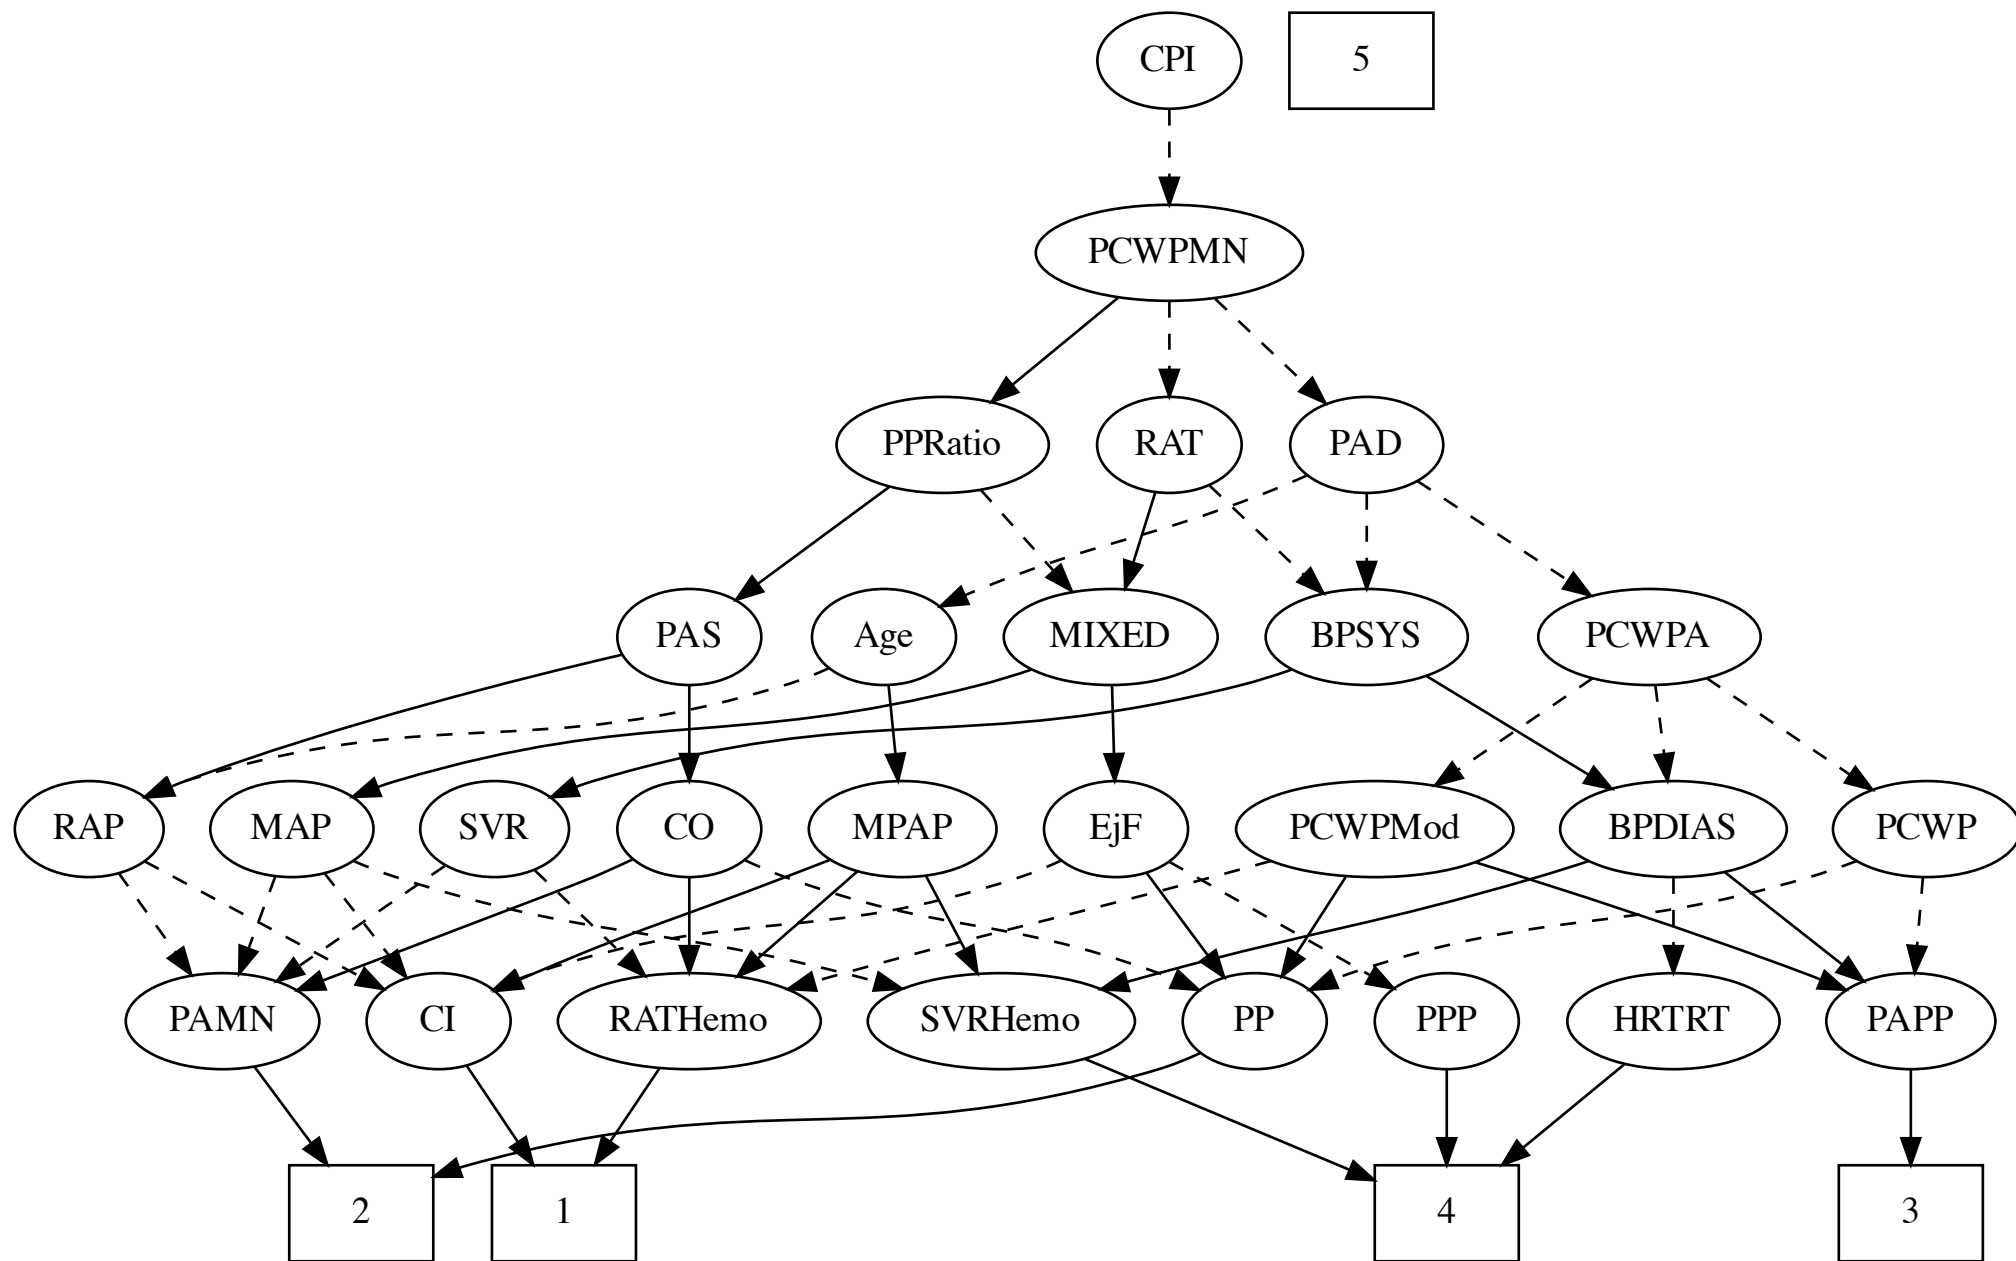 CPI
5
PCWPMN
PPRatio
RAT
PAD
PAS
Age
MIXED
BPSYS
PCWPA
RAP
MAP
SVR
CO
MPAP
EjF
PCWPMod
BPDIAS
PCWP
PAMN
CI
RATHemo
SVRHemo
PP
PPP
HRTRT
PAPP
2
1
4
3